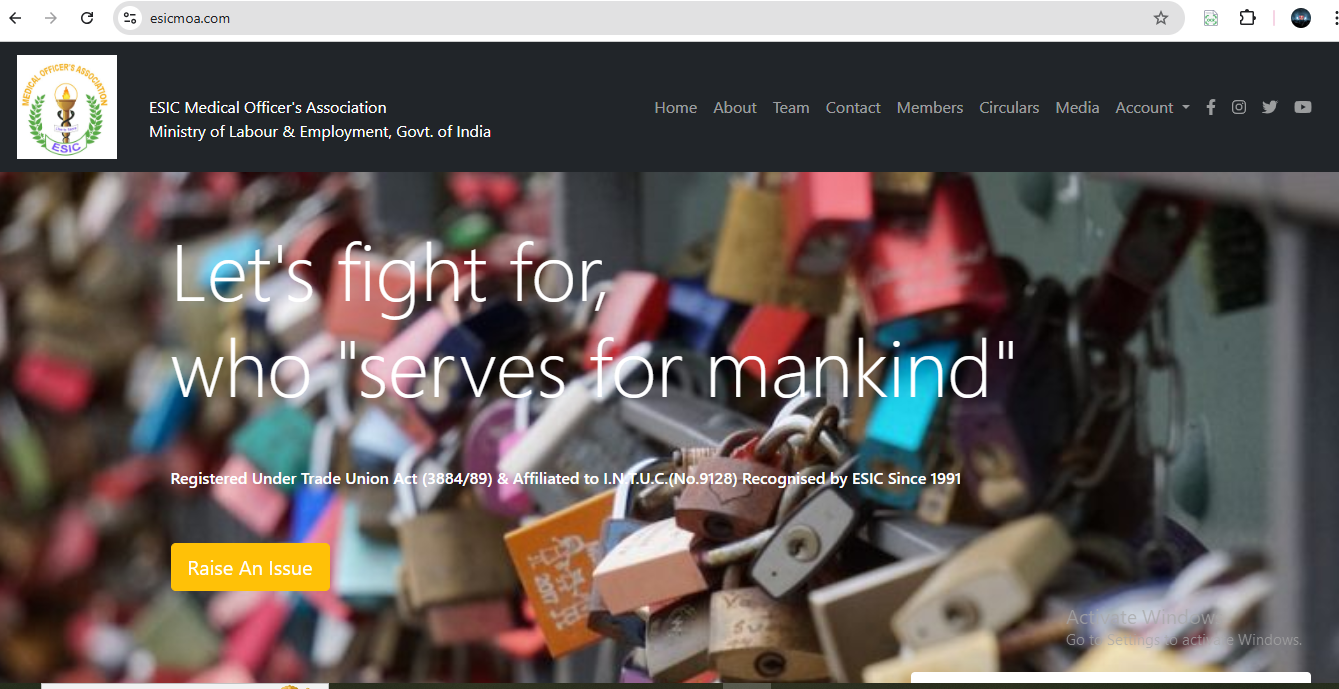 esicmoa.com
MEDICAL OFFICER'S ASSOCIATION
ESIC
ESIC Medical Officer's Association
Ministry of Labour & Employment, Govt. of India
Home About Team Contact Members Circulars Media Account
Let's fight for,
who "serves for mankind"
Registered Under Trade Union Act (3884/89) & Affiliated to I.N.T.U.C.(No.9128) Recognised by ESIC Since 1991
Raise An Issue
Activate Windows
Go to Settings to activate Windows.